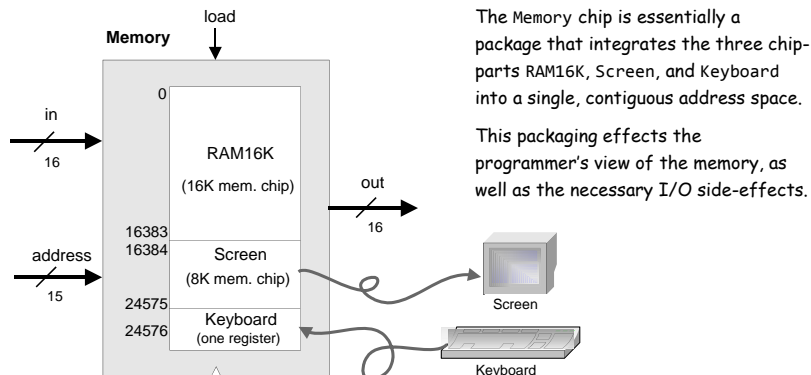 load
Memory
0
in
16
RAM16K
(16K mem. chip)
out
16
16383
16384
address
15
Screen
(8K mem. chip)
24575
24576
Keyboard
(one register)
Screen
Keyboard
The Memory chip is essentially a
package that integrates the three chip-
parts RAM16K, Screen, and Keyboard
into a single, contiguous address space.
This packaging effects the
programmer's view of the memory, as
well as the necessary I/O side-effects.